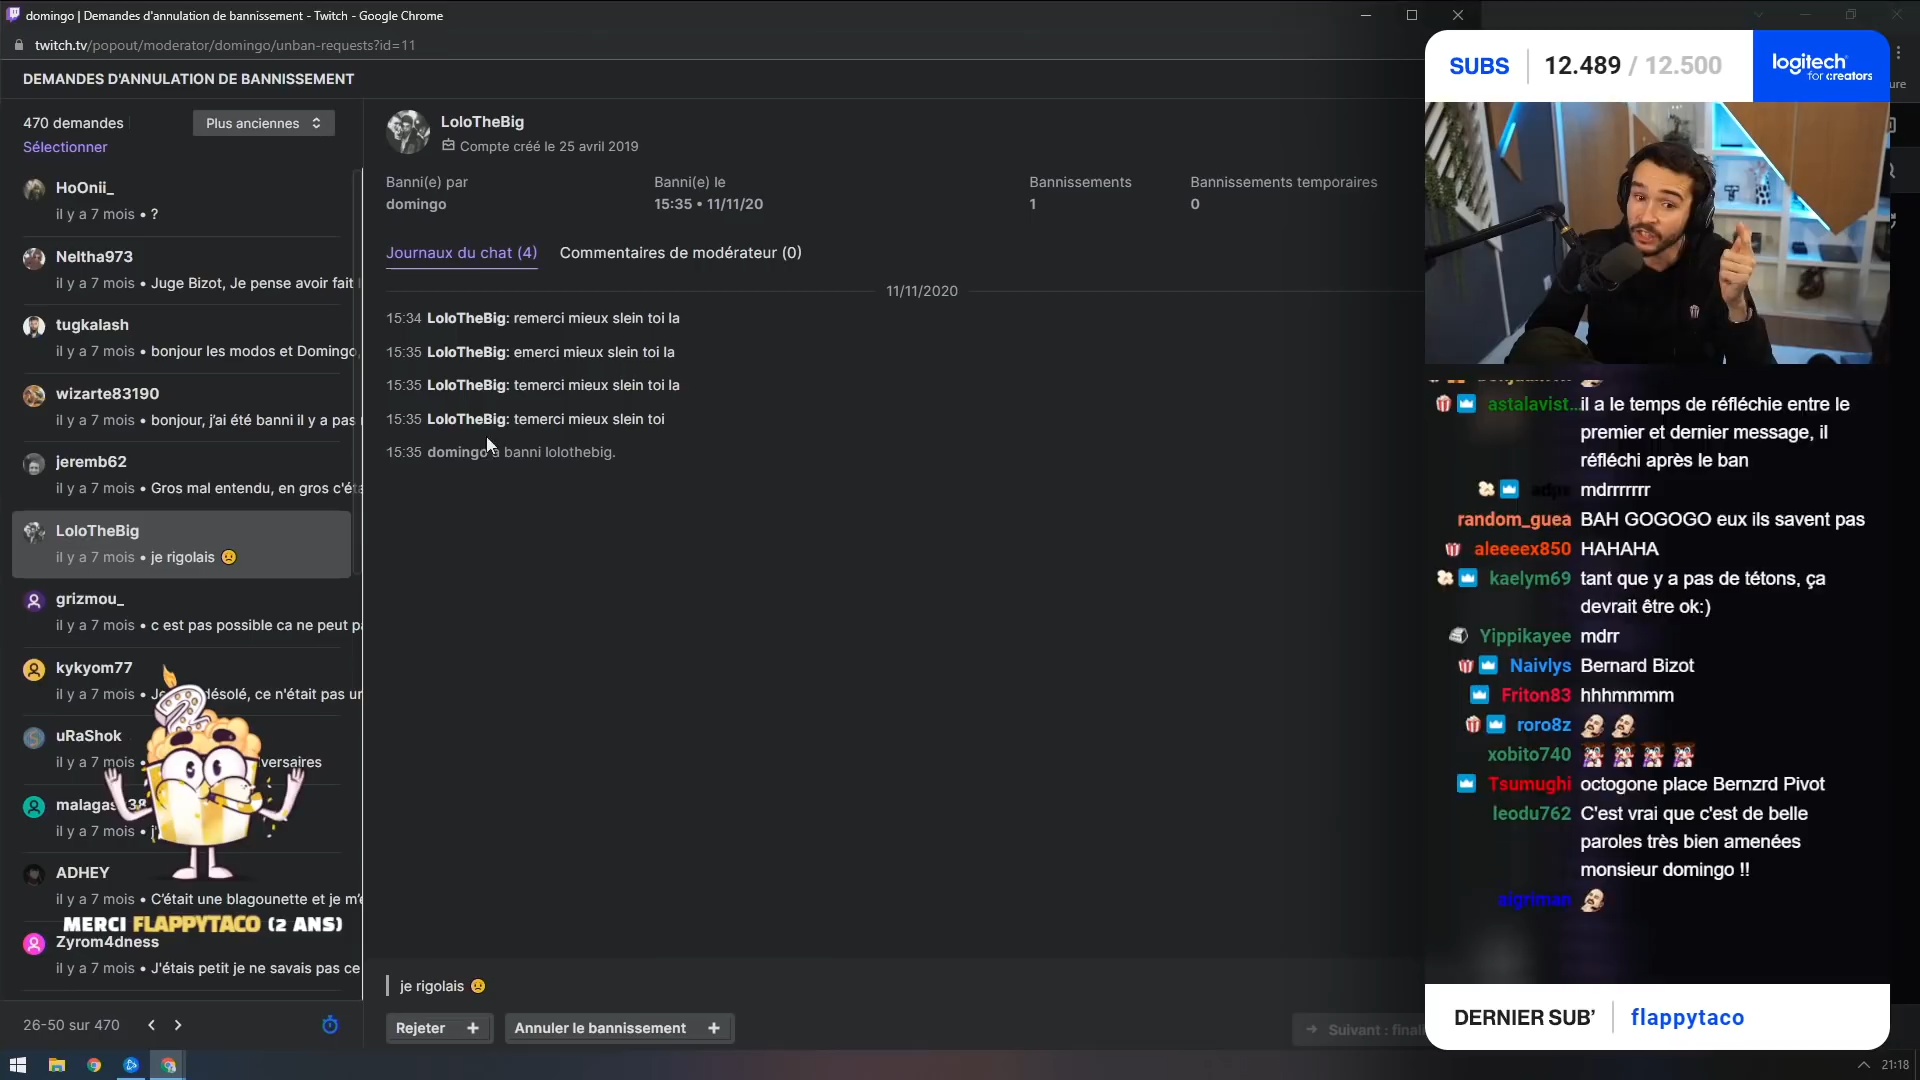 domingo | Demandes d'annulation de bannissement - Twitch - Google Chrome
twitch.tv/popout/moderator/domingo/unban-requests?id=11
DEMANDES D'ANNULATION DE BANNISSEMENT
470 demandes
Plus anciennes
Sélectionner
HoOnii_
il y a 7 mois • ?
Neltha973
il y a 7 mois • Juge Bizot, Je pense avoir fait
tugkalash
il y a 7 mois • bonjour les modos et Domingo,
wizarte83190
il y a 7 mois • bonjour, j'ai été banni il y a pas
jeremb62
il y a 7 mois • Gros mal entendu, en gros c'éta
LoloTheBig
il y a 7 mois • je rigolais ☹️
grizmou_
il y a 7 mois • c est pas possible ca ne peut pa
kykyom77
il y a 7 mois • désolé, ce n'était pas un
uRaShok
il y a 7 mois • versaires
malagas 38
il y a 7 mois • j'
ADHEY
il y a 7 mois • C'était une blagounette et je m'e
MERCI FLAPPYTACO (2 ANS)
Zyrom4dness
il y a 7 mois • J'étais petit je ne savais pas ce
26-50 sur 470
LoloTheBig
Compte créé le 25 avril 2019
Banni(e) par
domingo
Banni(e) le
15:35 • 11/11/20
Bannissements
1
Bannissements temporaires
0
Journaux du chat (4)
Commentaires de modérateur (0)
11/11/2020
15:34 LoloTheBig: remerci mieux slein toi la
15:35 LoloTheBig: emerci mieux slein toi la
15:35 LoloTheBig: temerci mieux slein toi la
15:35 LoloTheBig: temerci mieux slein toi
15:35 domingo a banni lolothebig.
je rigolais ☹️
Rejeter +
Annuler le bannissement +
→ Suivant : final
SUBS 12.489 / 12.500
logitech
for creators
ure
astalavist...il a le temps de réfléchie entre le
premier et dernier message, il
réfléchi après le ban
mdrrrrrrr
random_guea BAH GOGOGO eux ils savent pas
aleeeex850 HAHAHA
kaelym69 tant que y a pas de tétons, ça
devrait être ok:)
Yippikayee mdrr
Naivlys Bernard Bizot
Friton83 hhhmmmm
roro8z
xobito740
Tsumughi octogone place Bernzrd Pivot
leodu762 C'est vrai que c'est de belle
paroles très bien amenées
monsieur domingo !!
aigriman
DERNIER SUB' flappytaco
21:18